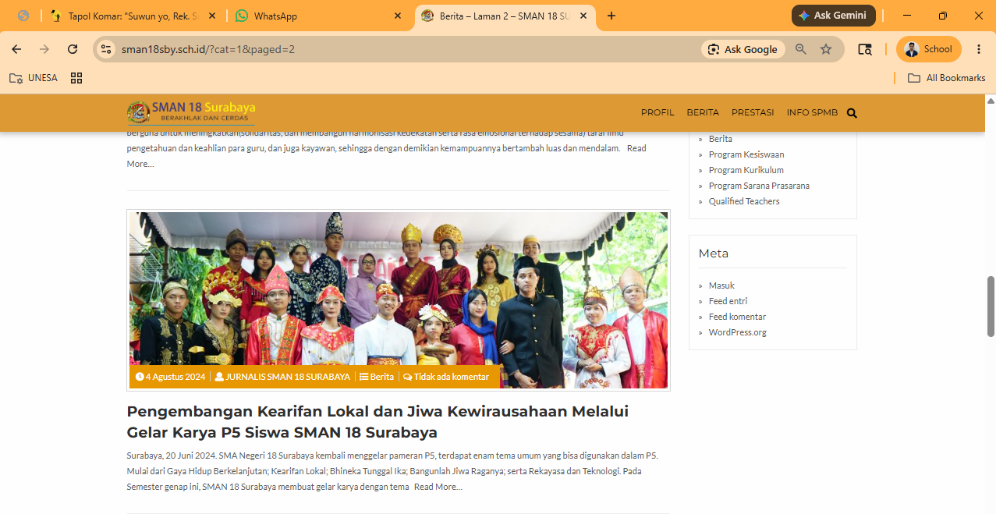 Tapol Komar: "Suwun yo, Rek. S
WhatsApp
Berita – Laman 2 – SMAN 18 SU
Ask Gemini
sman18sby.sch.id/?cat=1&paged=2
Ask Google
School
UNESA
All Bookmarks
SMAN 18 Surabaya
BERAKHLAK DAN CERDAS
PROFIL
BERITA
PRESTASI
INFO SPMB
pengetahuan dan keahlian para guru, dan juga kayawan, sehingga dengan demikian kemampuannya bertambah luas dan mendalam. Read
More...
» Berita
» Program Kesiswaan
» Program Kurikulum
» Program Sarana Prasarana
» Qualified Teachers
Meta
» Masuk
» Feed entri
» Feed komentar
» WordPress.org
4 Agustus 2024
JURNALIS SMAN 18 SURABAYA
Berita
Tidak ada komentar
Pengembangan Kearifan Lokal dan Jiwa Kewirausahaan Melalui
Gelar Karya P5 Siswa SMAN 18 Surabaya
Surabaya, 20 Juni 2024. SMA Negeri 18 Surabaya kembali menggelar pameran P5, terdapat enam tema umum yang bisa digunakan dalam P5.
Mulai dari Gaya Hidup Berkelanjutan; Kearifan Lokal; Bhineka Tunggal Ika; Bangunlah Jiwa Raganya; serta Rekayasa dan Teknologi. Pada
Semester genap ini, SMAN 18 Surabaya membuat gelar karya dengan tema Read More...